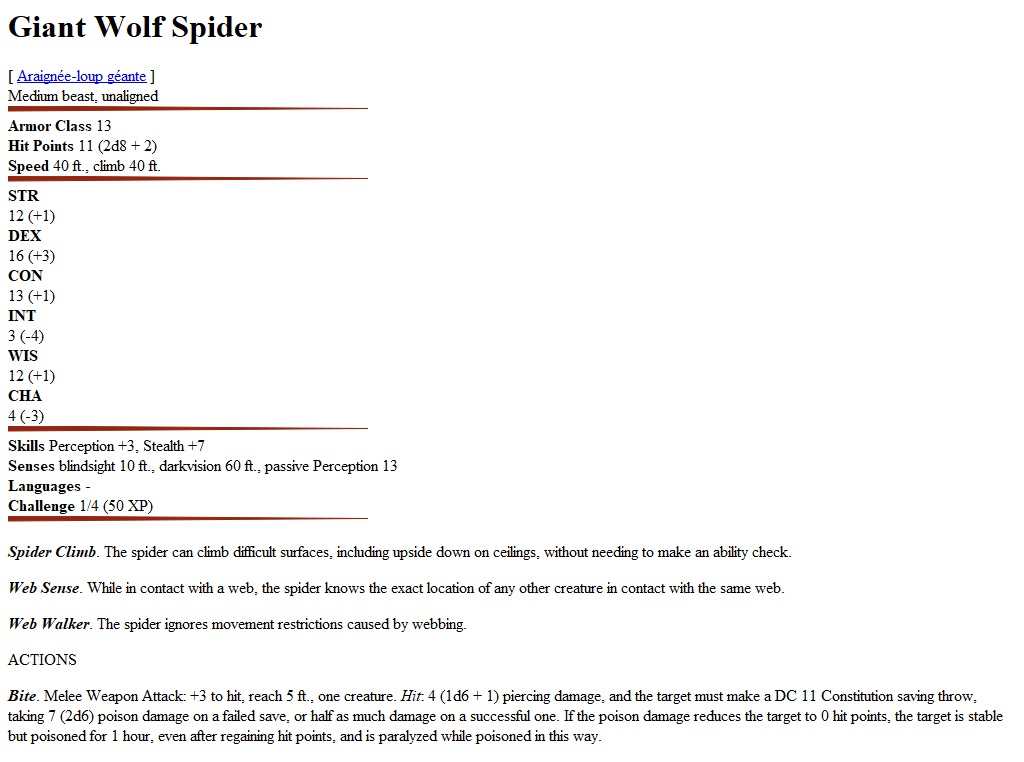 Giant Wolf Spider
[ Araignée-loup géante ]
Medium beast, unaligned
Armor Class 13
Hit Points 11 (2d8 + 2)
Speed 40 ft., climb 40 ft.
STR
12 (+1)
DEX
16 (+3)
CON
13 (+1)
INT
3 (-4)
WIS
12 (+1)
CHA
4 (-3)
Skills Perception +3, Stealth +7
Senses blindsight 10 ft., darkvision 60 ft., passive Perception 13
Languages -
Challenge 1/4 (50 XP)
Spider Climb. The spider can climb difficult surfaces, including upside down on ceilings, without needing to make an ability check.
Web Sense. While in contact with a web, the spider knows the exact location of any other creature in contact with the same web.
Web Walker. The spider ignores movement restrictions caused by webbing.
ACTIONS
Bite. Melee Weapon Attack: +3 to hit, reach 5 ft., one creature. Hit: 4 (1d6 + 1) piercing damage, and the target must make a DC 11 Constitution saving throw,
taking 7 (2d6) poison damage on a failed save, or half as much damage on a successful one. If the poison damage reduces the target to 0 hit points, the target is stable
but poisoned for 1 hour, even after regaining hit points, and is paralyzed while poisoned in this way.